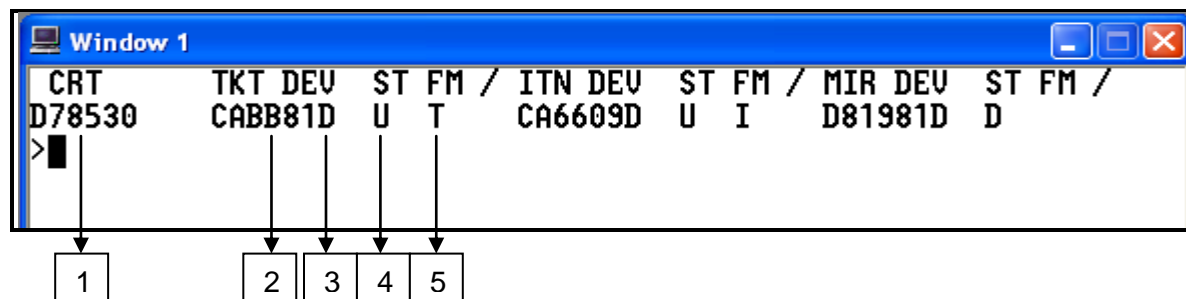 Window 1
CRT TKT DEV ST FM / ITN DEV ST FM / MIR DEV ST FM /
D78530 CABB81D U T CA6609D U I D81981D D
>
1 2 3 4 5